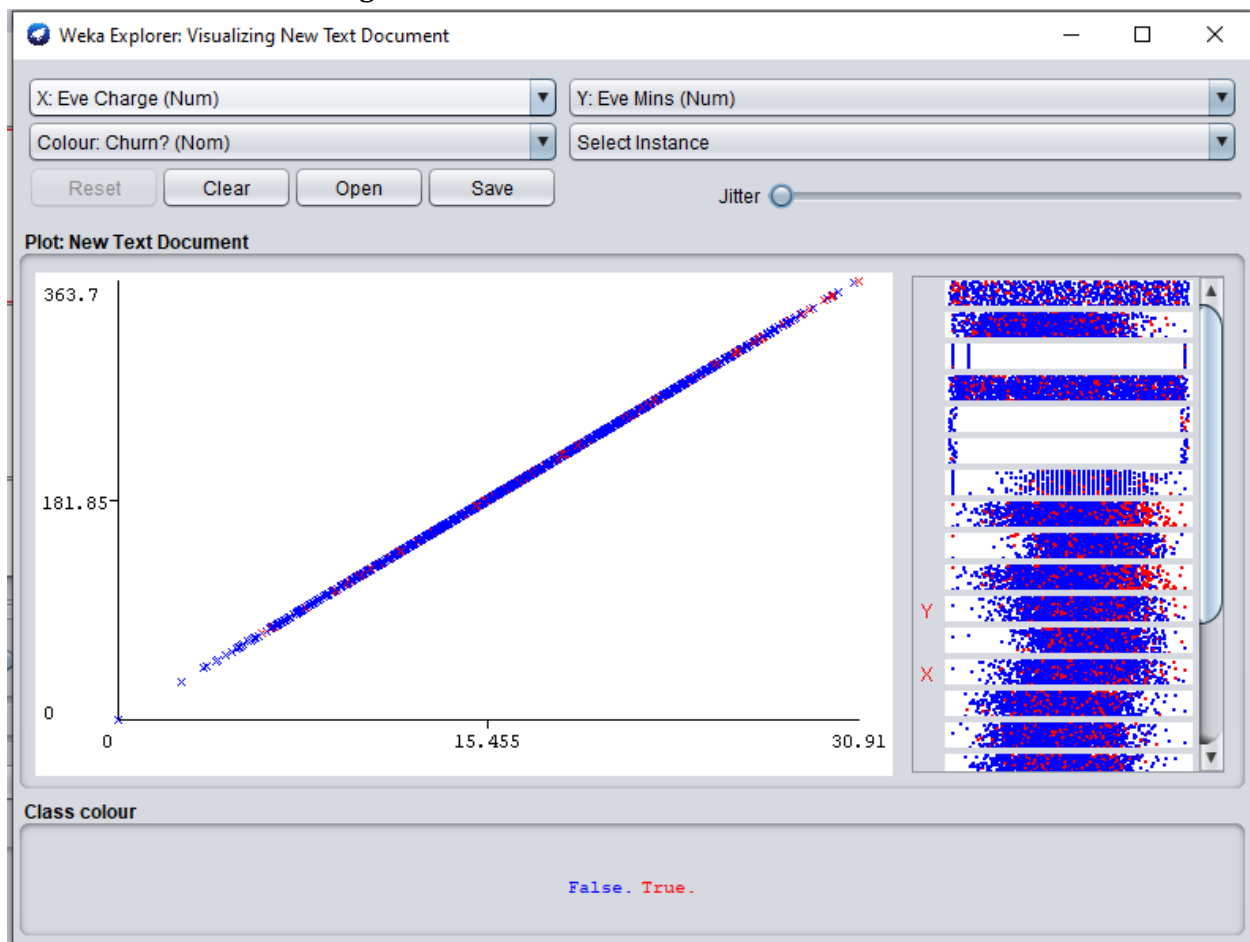 Weka Explorer: Visualizing New Text Document
X: Eve Charge (Num)
Y: Eve Mins (Num)
Colour: Churn? (Nom)
Select Instance
Reset
Clear
Open
Save
Jitter
Plot: New Text Document
363.7
181.85
0
0
15.455
30.91
Y
X
Class colour
False. True.